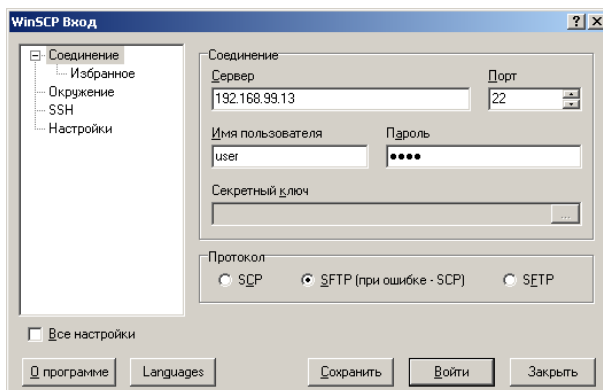 WinSCP Вход
Соединение
Избранное
Окружение
SSH
Настройки
Соединение
Сервер
Порт
192.168.99.13
22
Имя пользователя
Пароль
user
••••
Секретный ключ
...
Протокол
SCP
SFTP (при ошибке - SCP)
SFTP
Все настройки
О программе
Languages
Сохранить
Войти
Закрыть